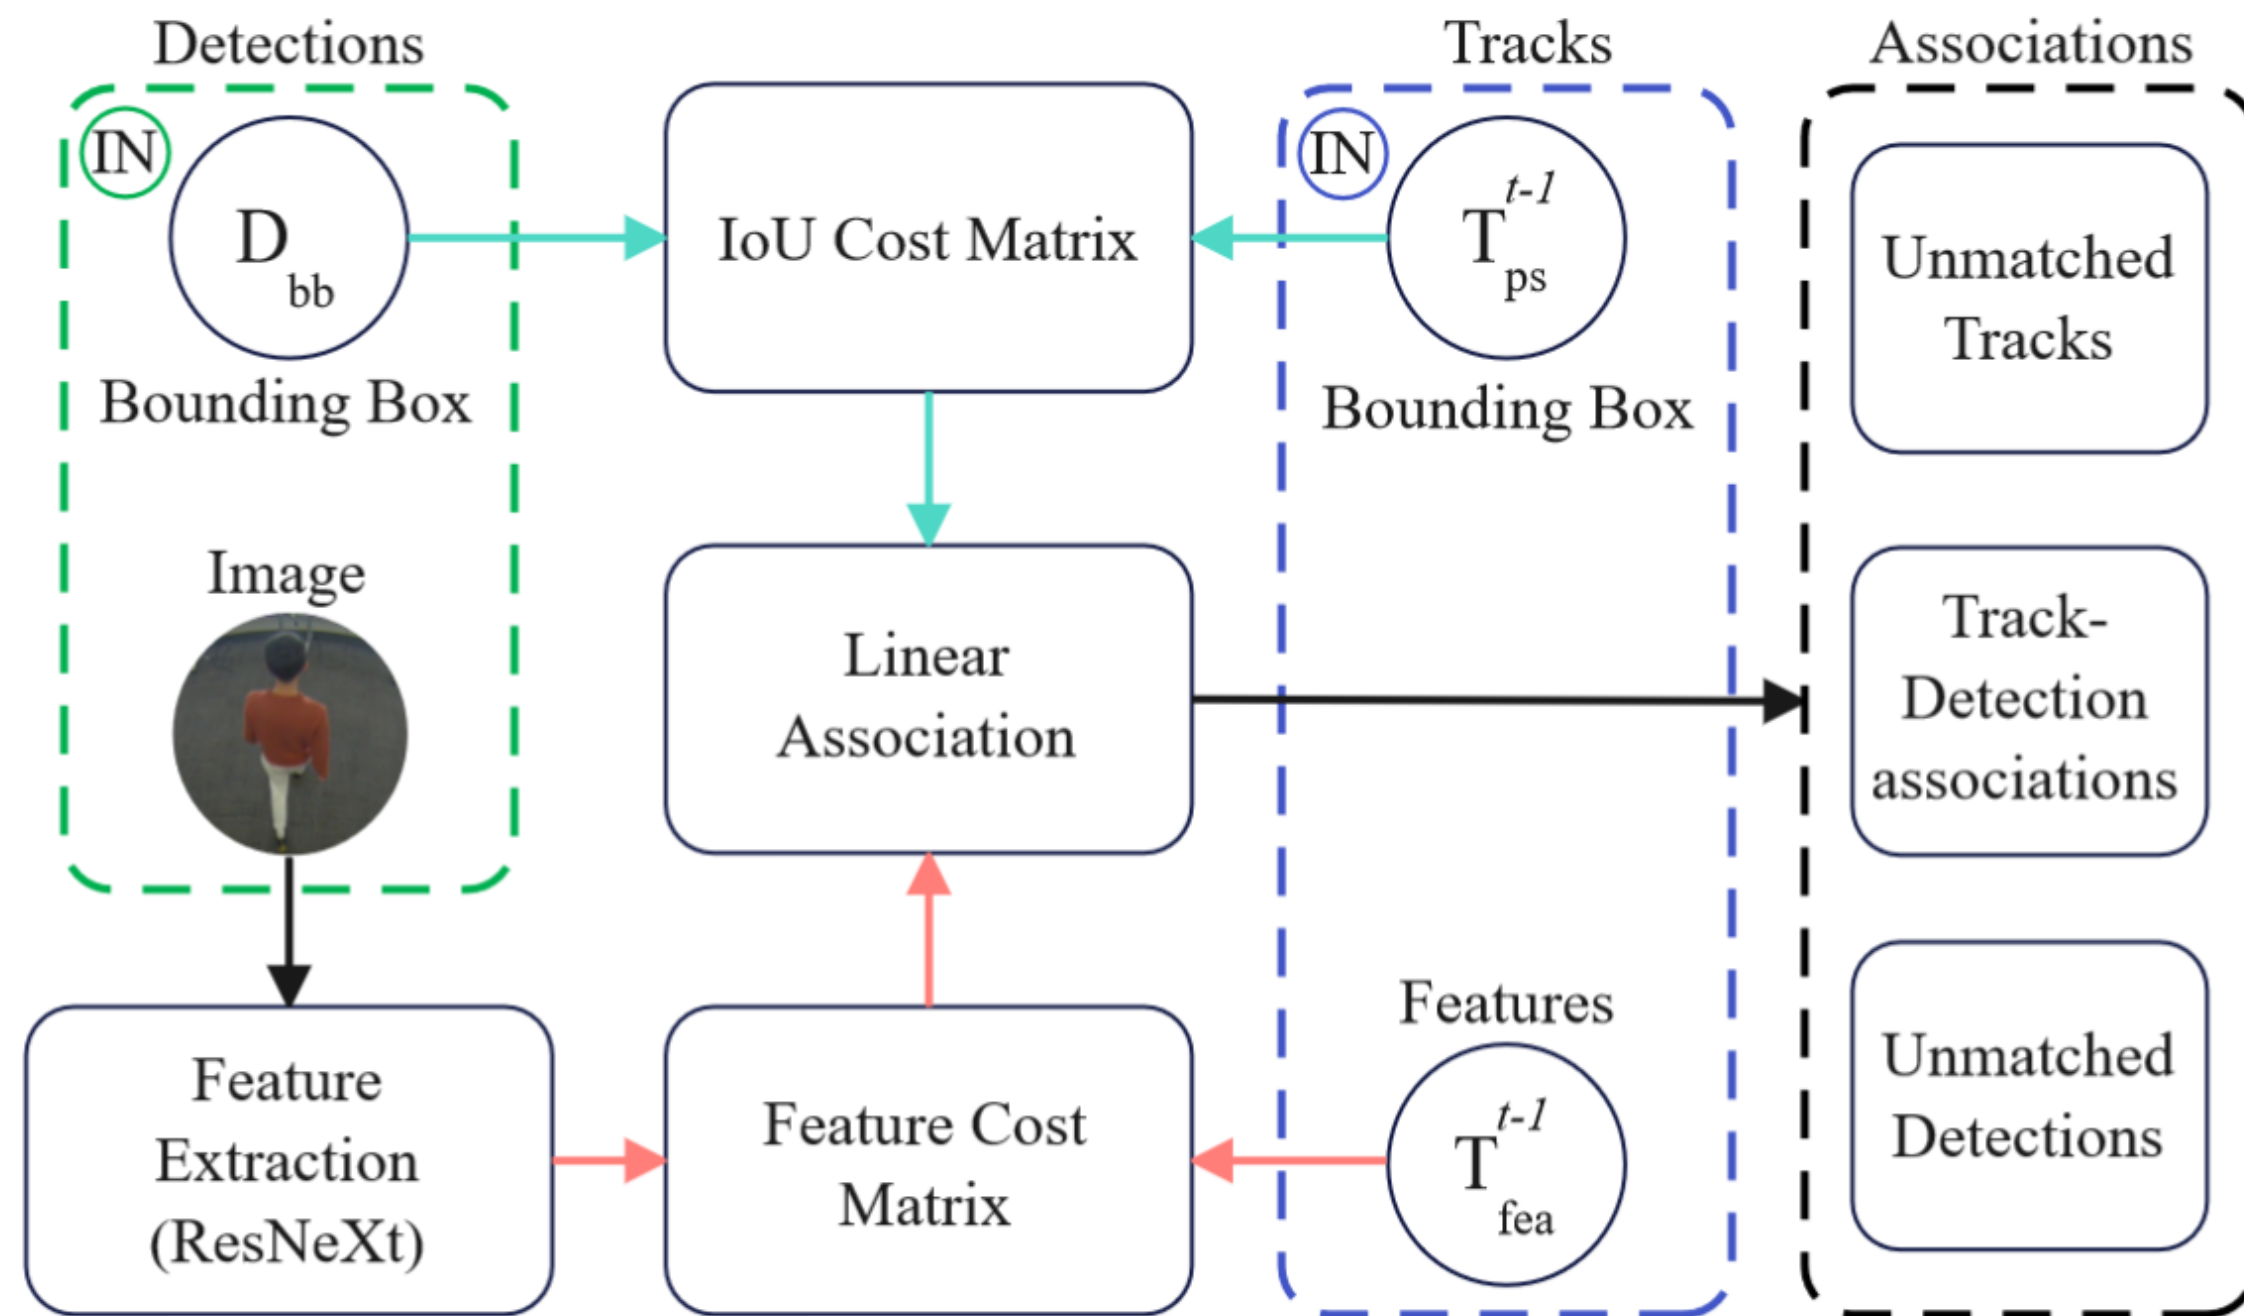 Detections
IN
D
bb
Bounding Box
Image
Feature
Extraction
(ResNeXt)
IoU Cost Matrix
Linear
Association
Feature Cost
Matrix
Tracks
IN
T t-1
ps
Bounding Box
Features
T t-1
fea
Associations
Unmatched
Tracks
Track-
Detection
associations
Unmatched
Detections